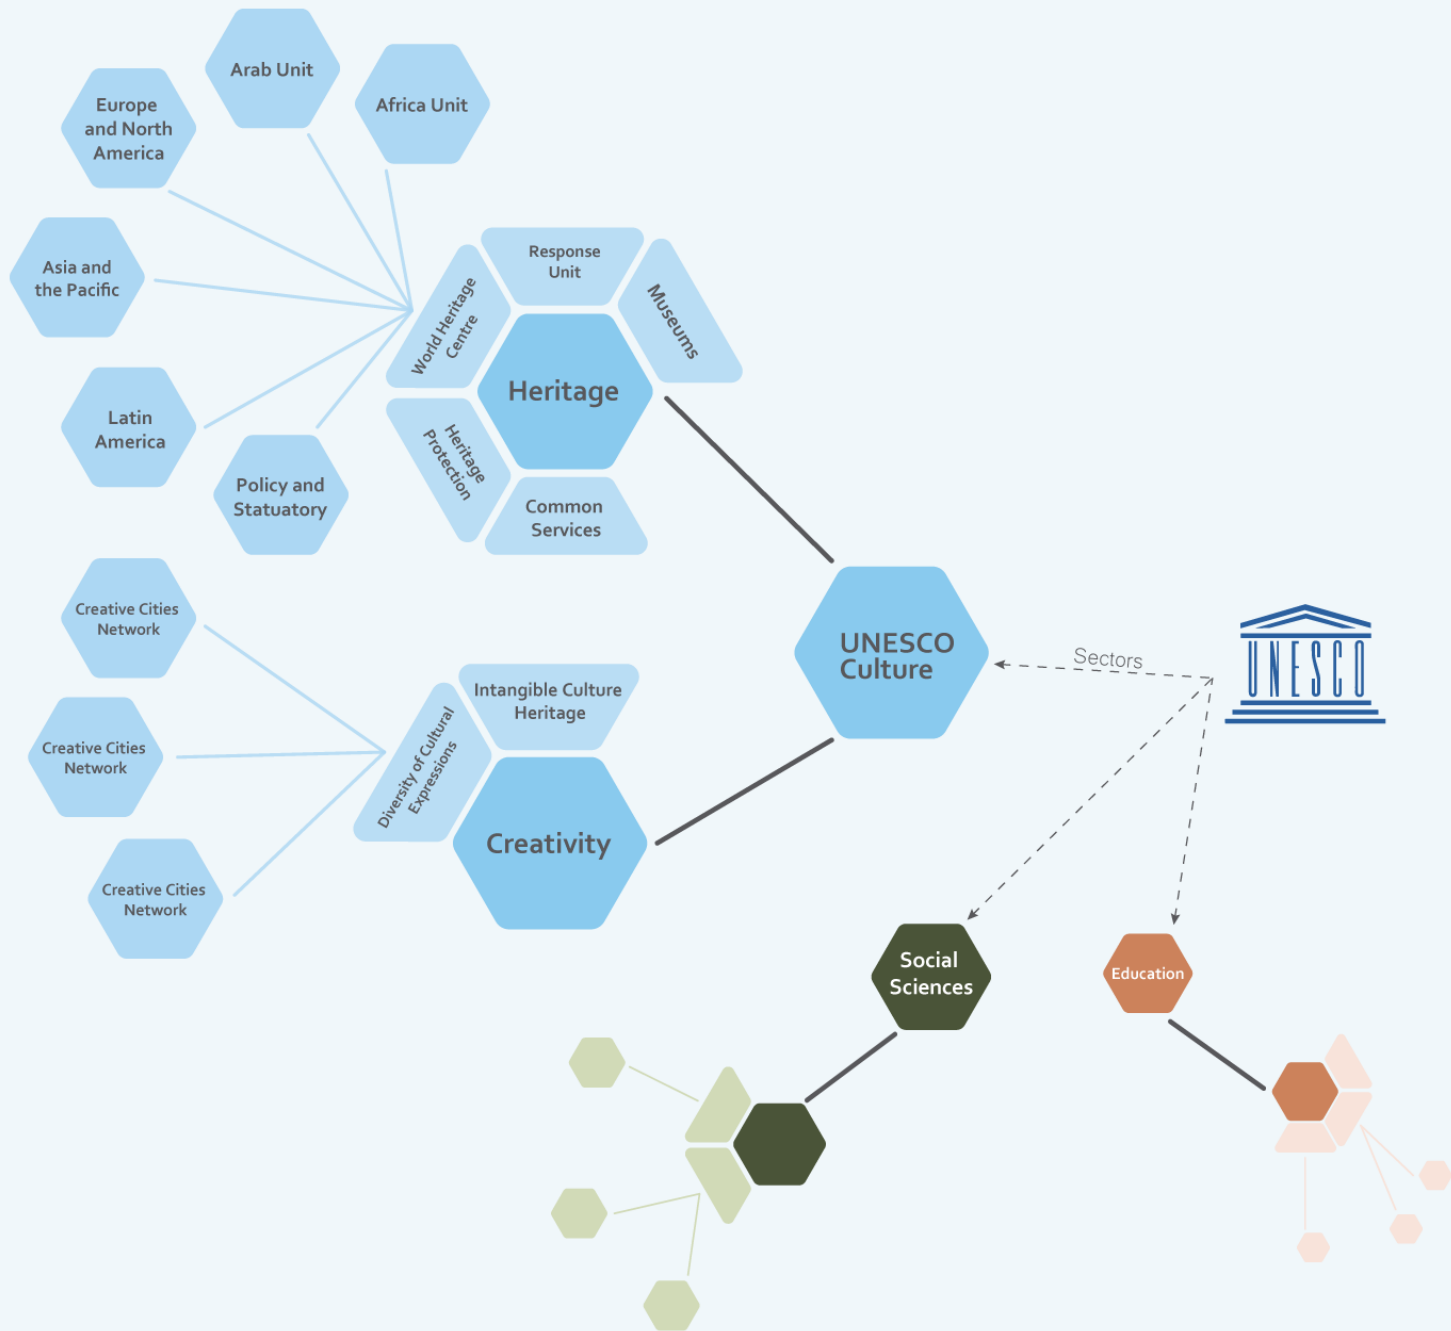 Arab Unit
Africa Unit
Europe
and North
America
Asia and
the Pacific
Latin
America
Policy and
Statuatory
Response
Unit
Museums
World Heritage
Centre
Heritage
Heritage
Protection
Common
Services
Creative Cities
Network
Creative Cities
Network
Creative Cities
Network
Intangible Culture
Heritage
Diversity of Cultural
Expressions
Creativity
UNESCO
Culture
Sectors
UNESCO
Social
Sciences
Education